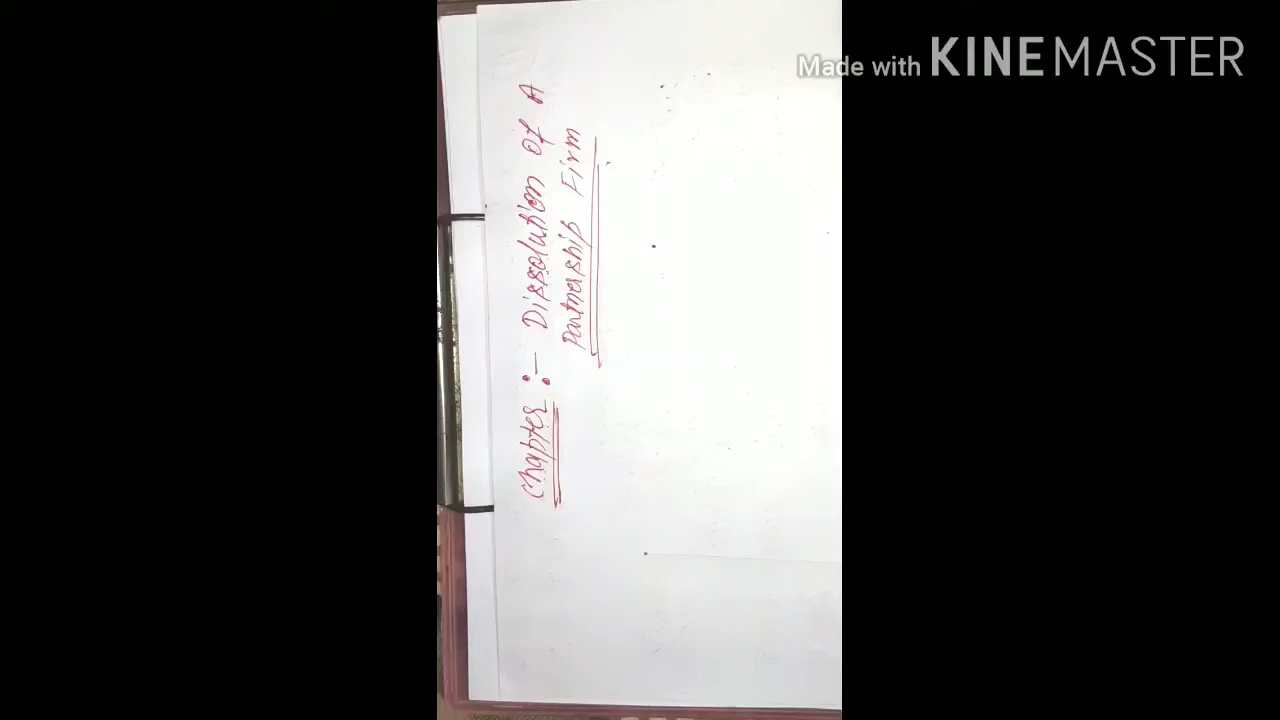 Made with KINEMASTER
Chapter :- Dissolution Of A
Partnership Firm